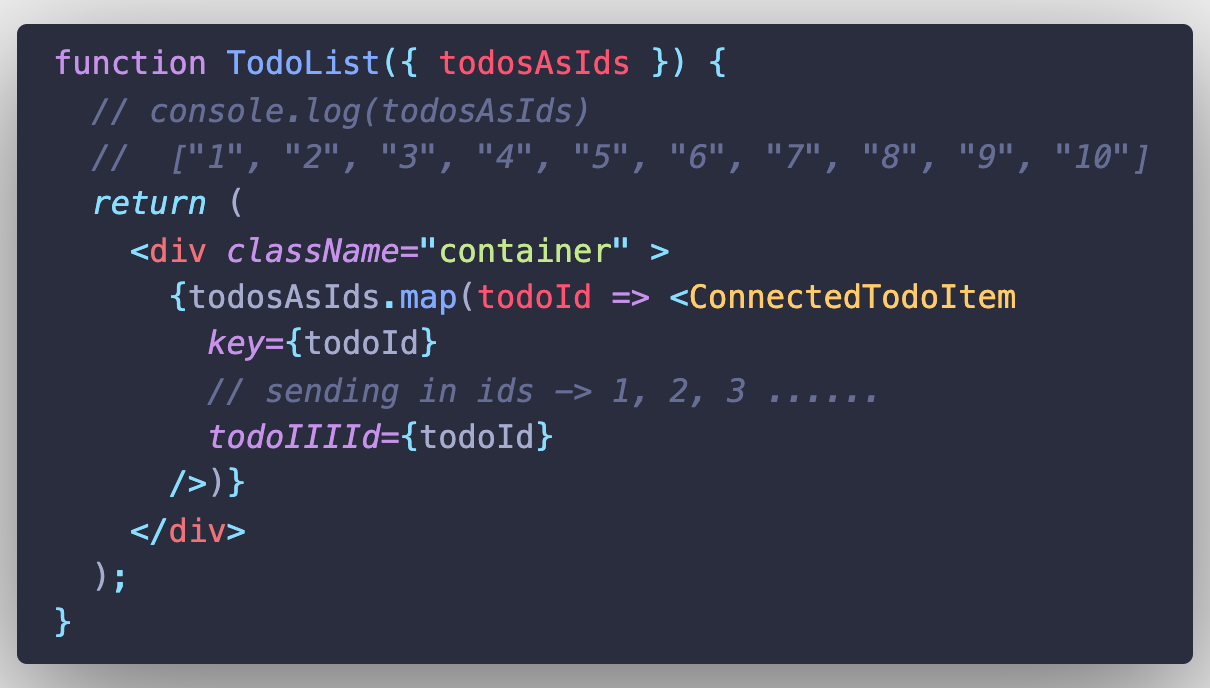 function TodoList({ todosAsIds }) {
// console.log(todosAsIds)
//  ["1", "2", "3", "4", "5", "6", "7", "8", "9", "10"]
return (
<div className="container" >
{todosAsIds.map(todoId => <ConnectedTodoItem
key={todoId}
// sending in ids -> 1, 2, 3 ......
todoIIIId={todoId}
/>)}
</div>
);
}